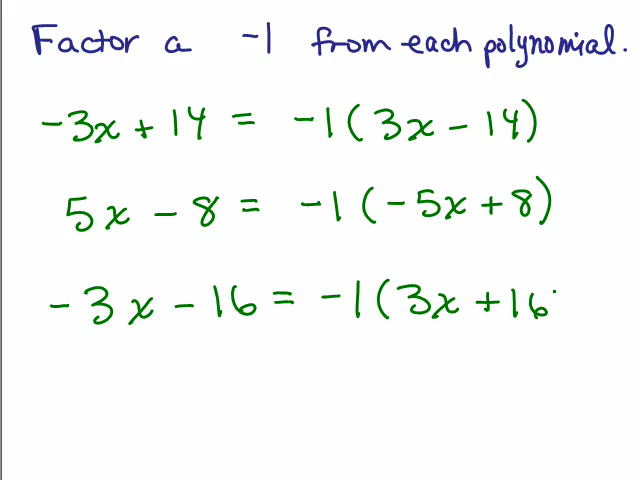 Factor a -1 from each polynomial.
-3x + 14 = -1(3x - 14)
5x - 8 = -1(-5x + 8)
-3x - 16 = -1(3x + 16